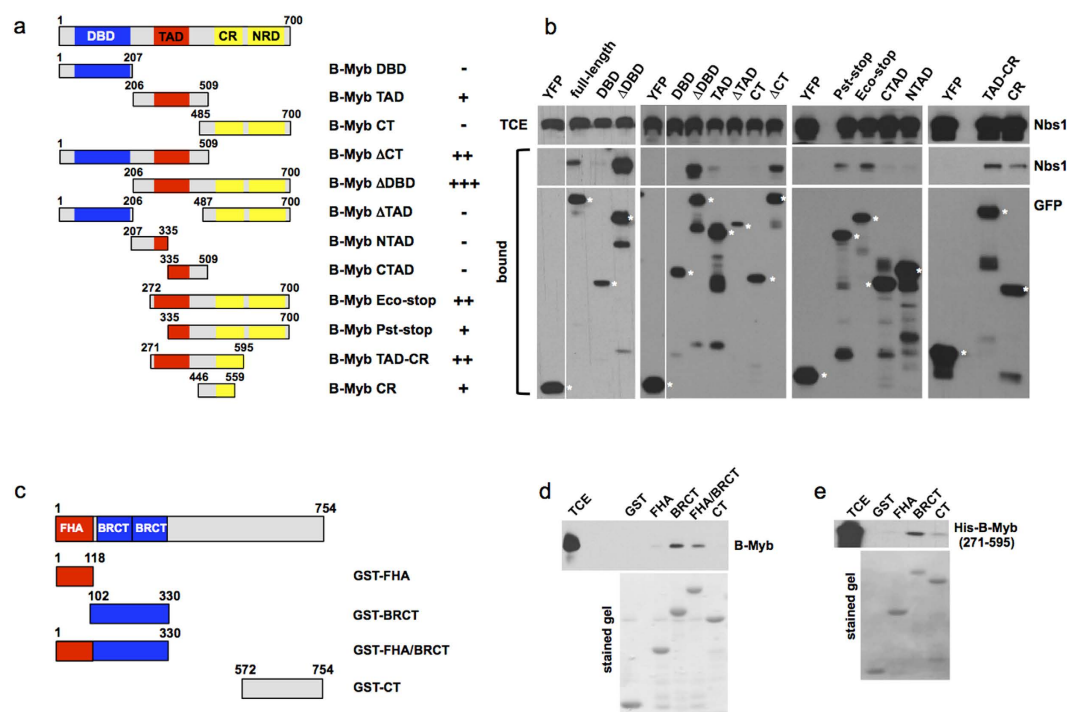 a
1 700
DBD TAD CR NRD
1 207
B-Myb DBD -
206 509
B-Myb TAD +
485 700
B-Myb CT -
1 509
B-Myb ΔCT ++
206 700
B-Myb ΔDBD +++
1 206 487 700
B-Myb ΔTAD -
207 335
B-Myb NTAD -
335 509
B-Myb CTAD -
272 700
B-Myb Eco-stop ++
335 700
B-Myb Pst-stop +
271 595
B-Myb TAD-CR ++
446 559
B-Myb CR +
b
YFP full-length DBD ΔDBD
YFP DBD ΔDBD TAD ΔTAD CT ΔCT
YFP Pst-stop Eco-stop CTAD NTAD
YFP TAD-CR CR
TCE Nbs1
Nbs1
GFP
bound
* * * *
* * * * * * *
* * * * *
* * *
c
1 754
FHA BRCT BRCT
1 118
GST-FHA
102 330
GST-BRCT
1 330
GST-FHA/BRCT
572 754
GST-CT
d
TCE GST FHA BRCT FHA/BRCT CT
B-Myb
stained gel
e
TCE GST FHA BRCT CT
His-B-Myb
(271-595)
stained gel